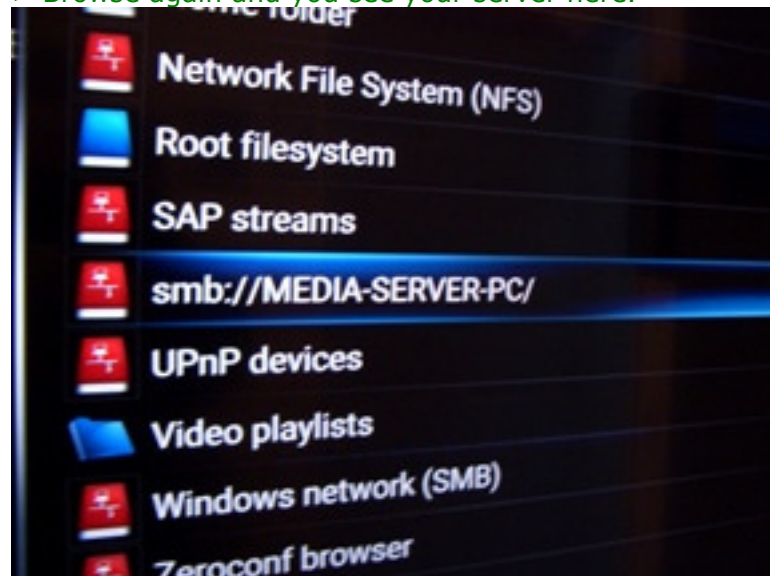 Browse again and you see your server here.
folder
Network File System (NFS)
Root filesystem
SAP streams
smb://MEDIA-SERVER-PC/
UPnP devices
Video playlists
Windows network (SMB)
Zeroconf browser